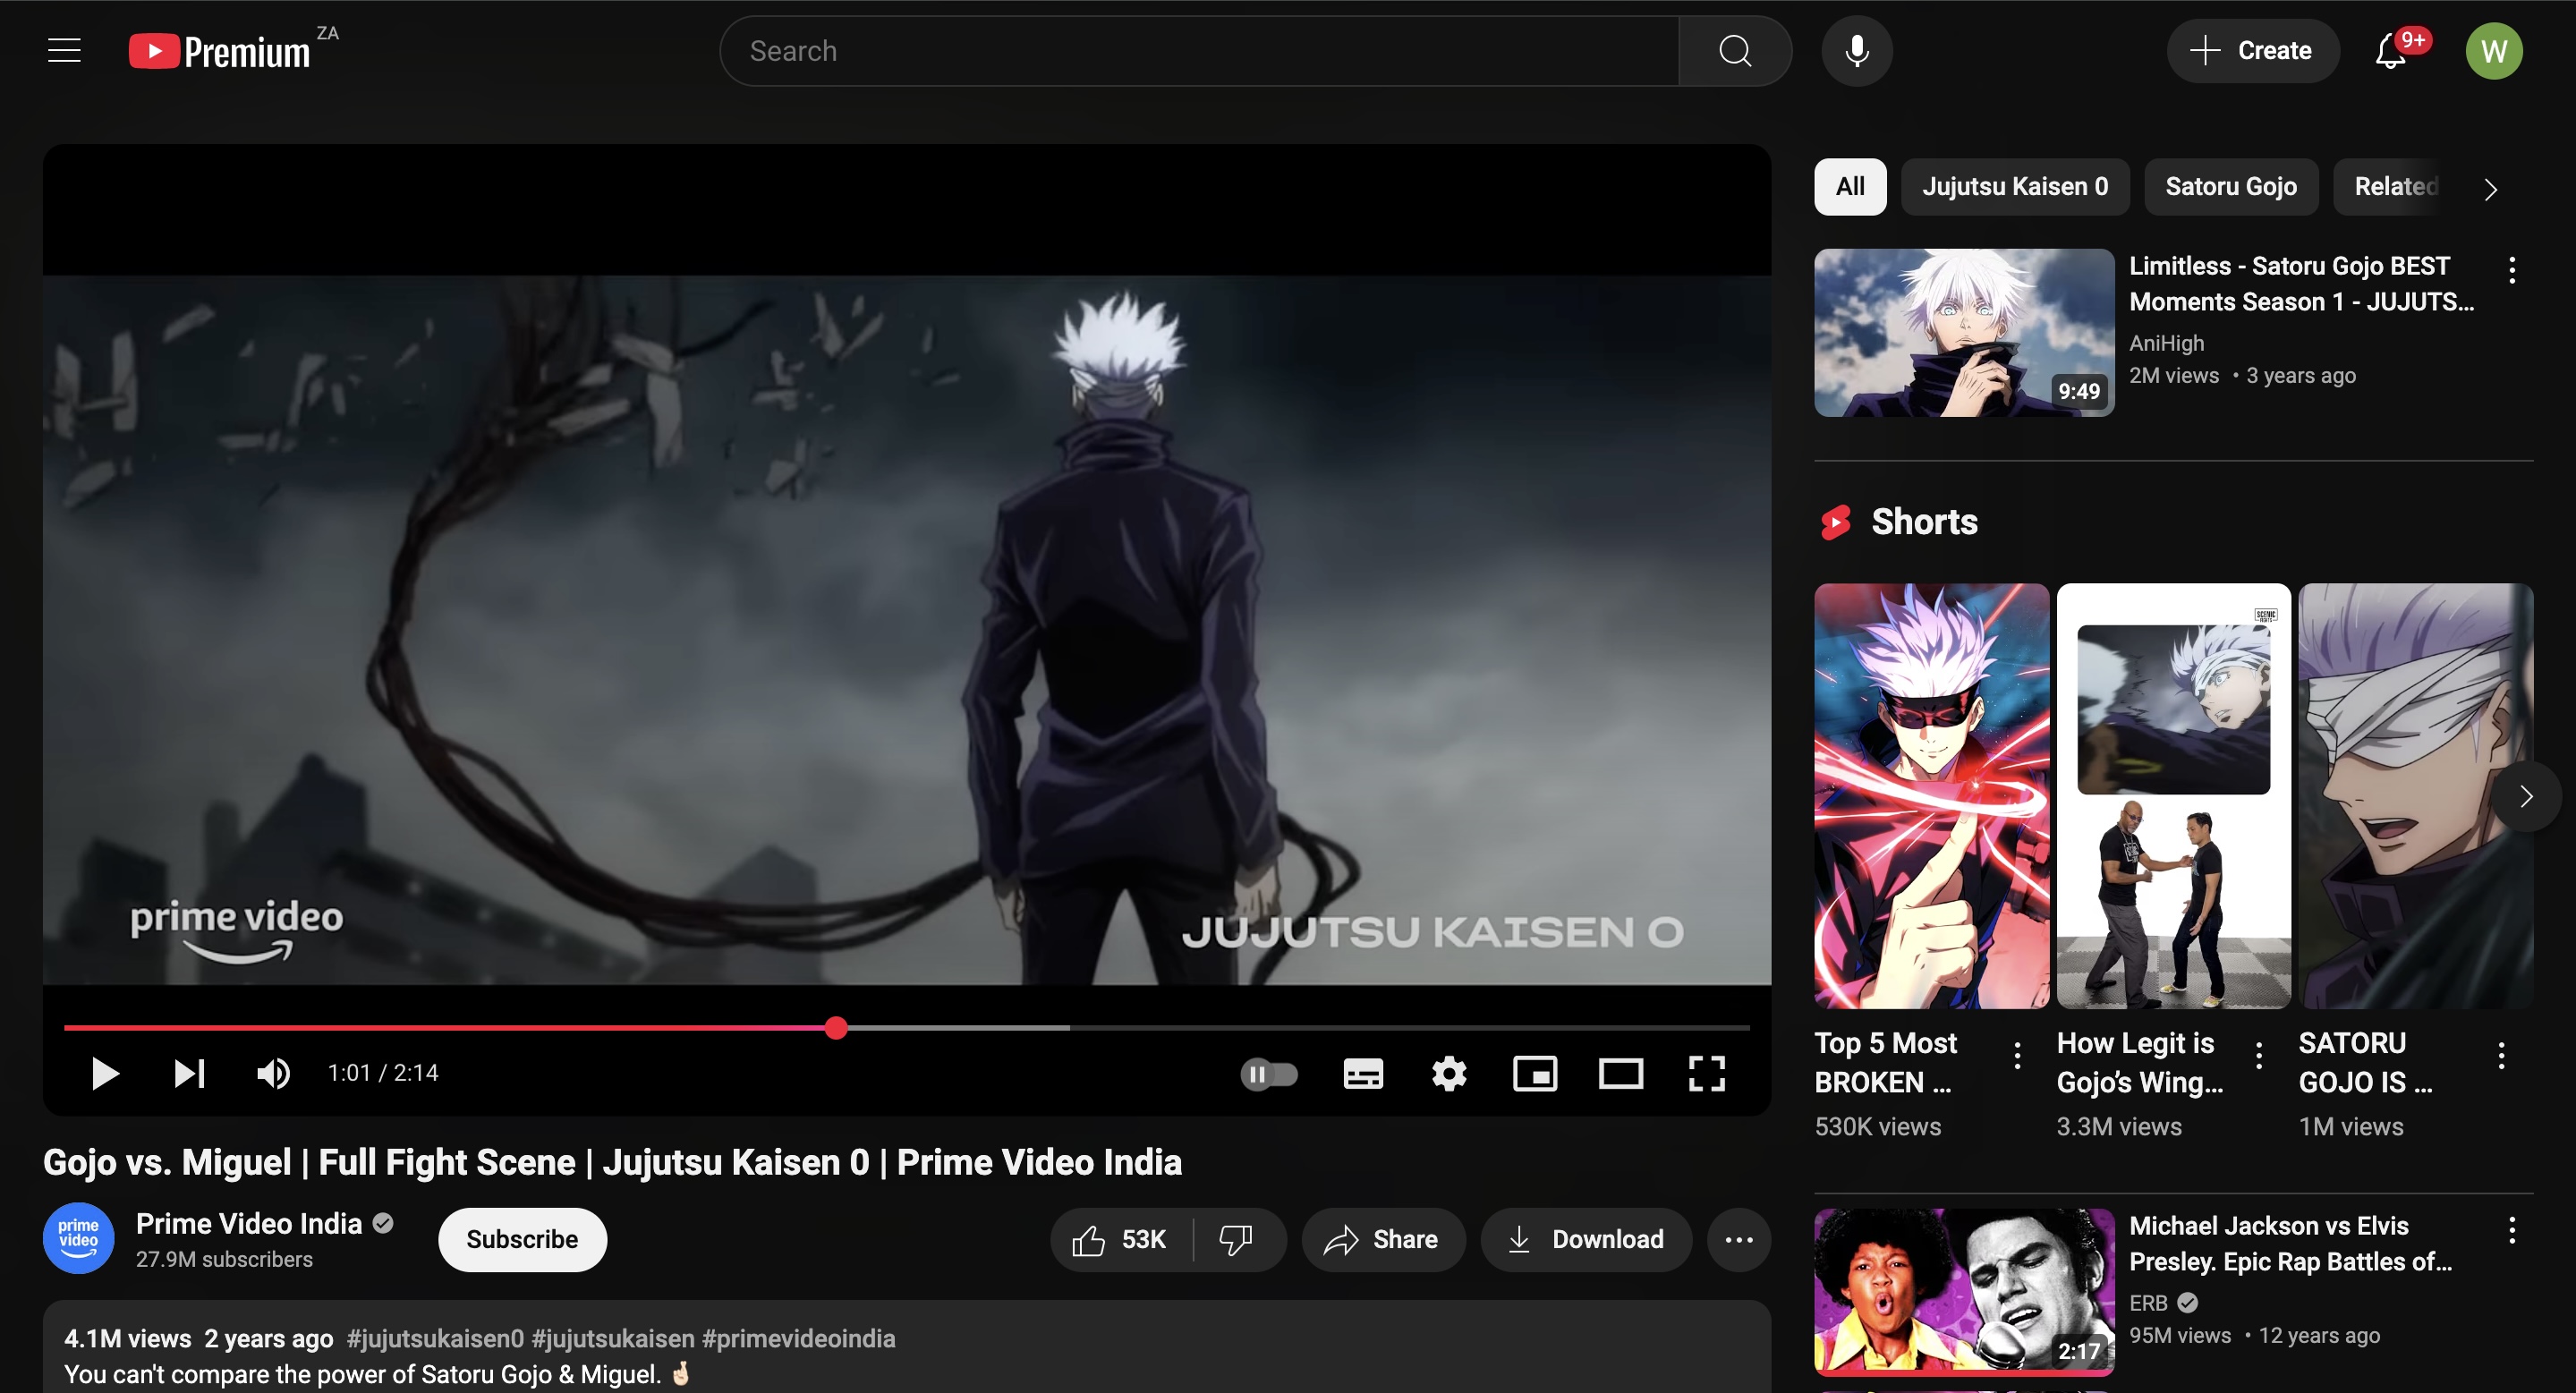 Premium ZA
Search
Create
9+
W
prime video
JUJUTSU KAISEN 0
1:01 / 2:14
Gojo vs. Miguel | Full Fight Scene | Jujutsu Kaisen 0 | Prime Video India
prime
video
Prime Video India
27.9M subscribers
Subscribe
53K
Share
Download
4.1M views 2 years ago #jujutsukaisen0 #jujutsukaisen #primevideoindia
You can't compare the power of Satoru Gojo & Miguel. 🤞🏻
All
Jujutsu Kaisen 0
Satoru Gojo
Related
9:49
Limitless - Satoru Gojo BEST
Moments Season 1 - JUJUTS...
AniHigh
2M views • 3 years ago
Shorts
Top 5 Most
BROKEN ...
530K views
How Legit is
Gojo’s Wing...
3.3M views
SATORU
GOJO IS ...
1M views
2:17
Michael Jackson vs Elvis
Presley. Epic Rap Battles of...
ERB
95M views • 12 years ago